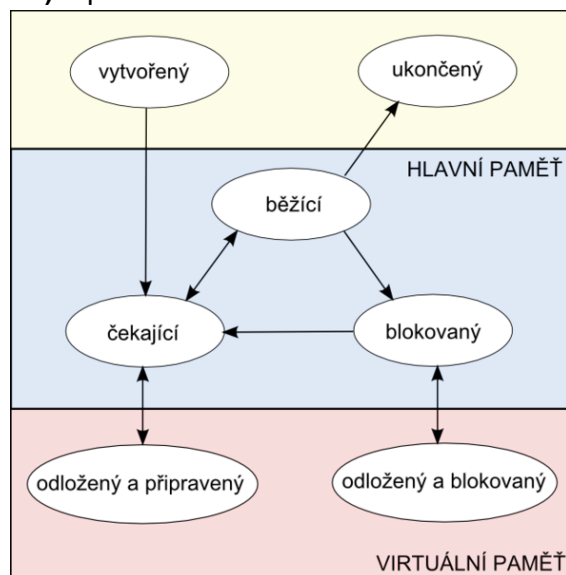 vytvořený
ukončený
HLAVNÍ PAMĚŤ
běžící
čekající
blokovaný
odložený a připravený
odložený a blokovaný
VIRTUÁLNÍ PAMĚŤ